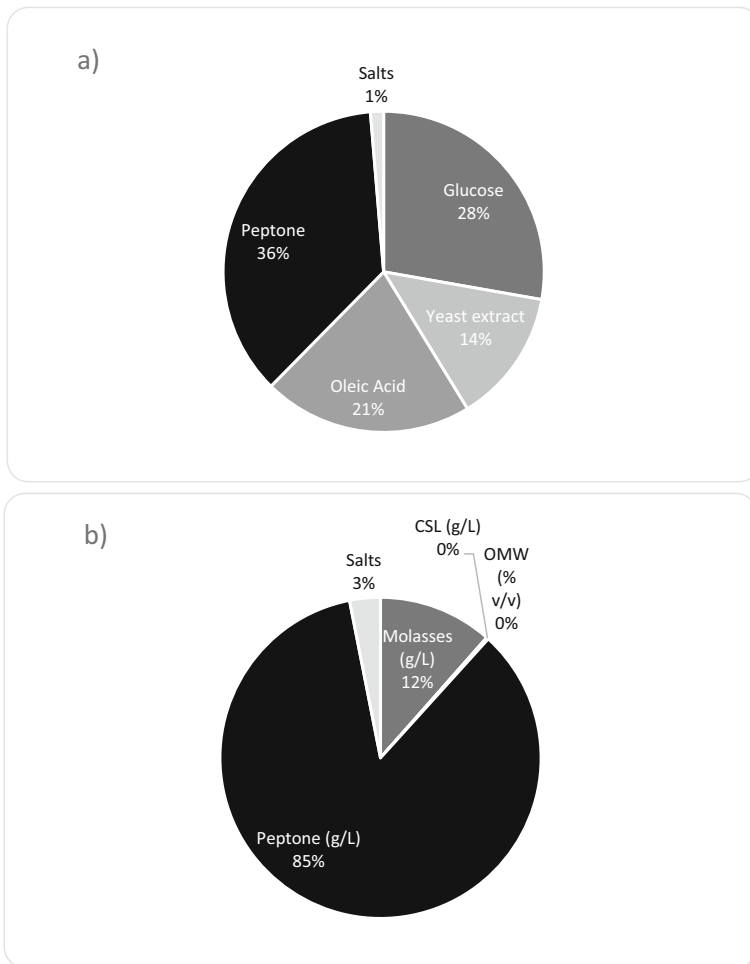 a)
Salts
1%
Glucose
28%
Peptone
36%
Yeast extract
14%
Oleic Acid
21%
b)
CSL (g/L)
0%
OMW
(%
v/v)
0%
Salts
3%
Molasses
(g/L)
12%
Peptone (g/L)
85%